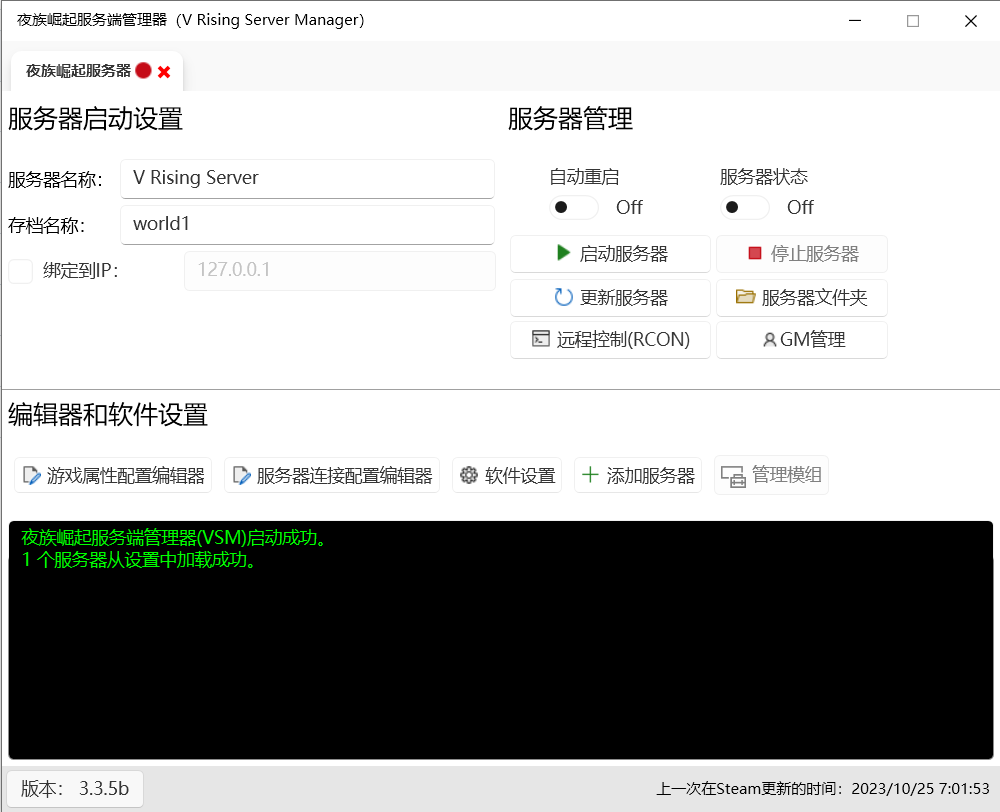 夜族崛起服务端管理器（V Rising Server Manager）
夜族崛起服务器
服务器启动设置
服务器名称： V Rising Server
存档名称： world1
绑定到IP： 127.0.0.1
服务器管理
自动重启 服务器状态
Off Off
启动服务器 停止服务器
更新服务器 服务器文件夹
远程控制(RCON) GM管理
编辑器和软件设置
游戏属性配置编辑器 服务器连接配置编辑器 软件设置 添加服务器 管理模组
夜族崛起服务端管理器(VSM)启动成功。
1 个服务器从设置中加载成功。
版本： 3.3.5b 上一次在Steam更新的时间：2023/10/25 7:01:53